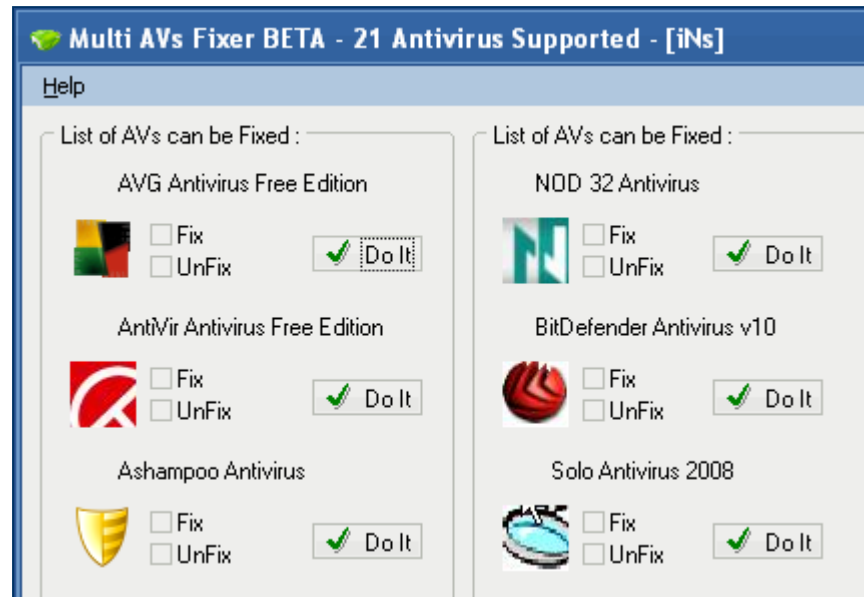 Multi AVs Fixer BETA - 21 Antivirus Supported - [iNs]
Help
List of AVs can be Fixed :
AVG Antivirus Free Edition
Fix
UnFix
Do It
AntiVir Antivirus Free Edition
Fix
UnFix
Do It
Ashampoo Antivirus
Fix
UnFix
Do It
List of AVs can be Fixed :
NOD 32 Antivirus
Fix
UnFix
Do It
BitDefender Antivirus v10
Fix
UnFix
Do It
Solo Antivirus 2008
Fix
UnFix
Do It